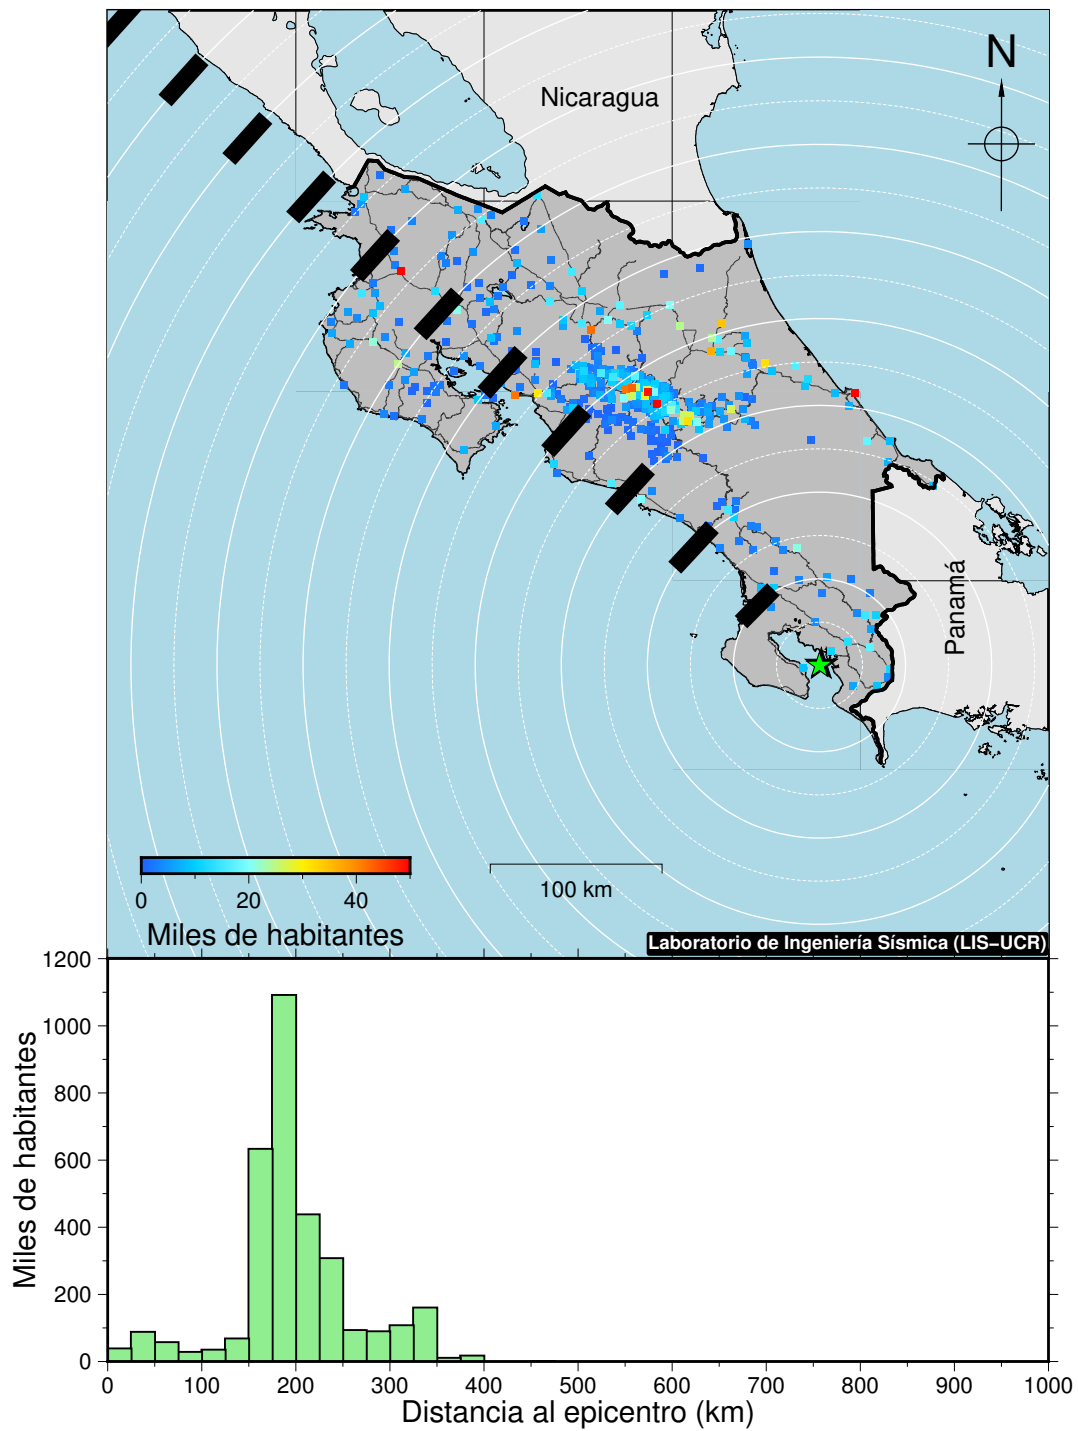 N
Nicaragua
Panamá
0 20 40
Miles de habitantes
100 km
Laboratorio de Ingeniería Sísmica (LIS–UCR)
Miles de habitantes
1200
1000
800
600
400
200
0
0 100 200 300 400 500 600 700 800 900 1000
Distancia al epicentro (km)